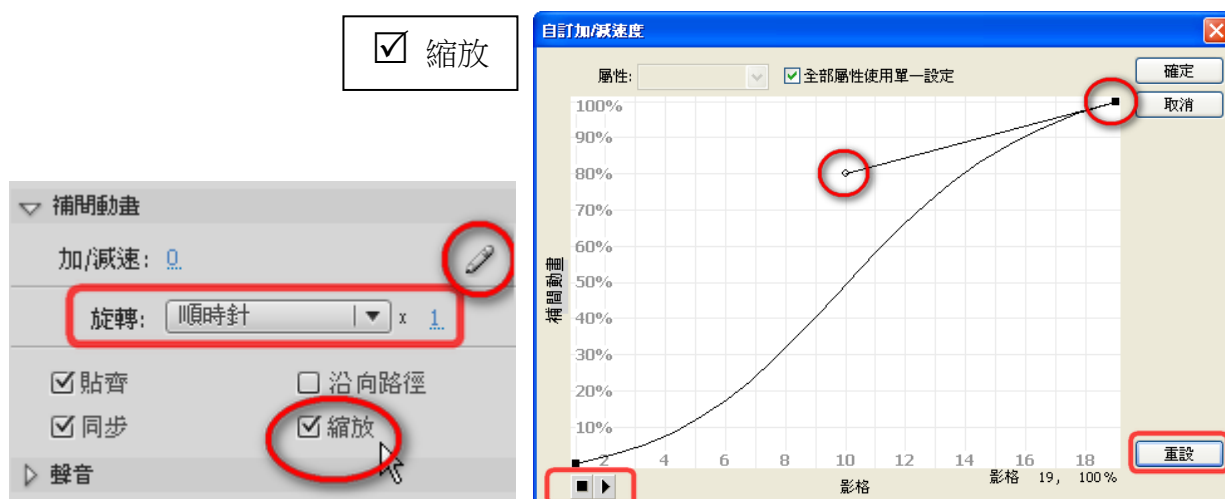 縮放
補間動畫
加/減速: 0
旋轉: 順時針 x 1
貼齊 沿向路徑
同步 縮放
聲音
自訂加/減速度
屬性: 全部屬性使用單一設定
確定
取消
100%
90%
80%
70%
60%
50%
40%
30%
20%
10%
補間動畫
2 4 6 8 10 12 14 16 18
影格
影格 19, 100%
重設